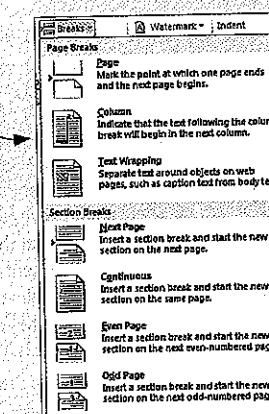 Breaks Watermark Indent
Page Breaks
Page
Mark the point at which one page ends
and the next page begins.
Column
Indicate that the text following the colum
break will begin in the next column.
Text Wrapping
Separate text around objects on web
pages, such as caption text from body te
Section Breaks
Next Page
Insert a section break and start the new
section on the next page.
Continuous
Insert a section break and start the new
section on the same page.
Even Page
Insert a section break and start the new
section on the next even-numbered pag
Odd Page
Insert a section break and start the new
section on the next odd-numbered pag